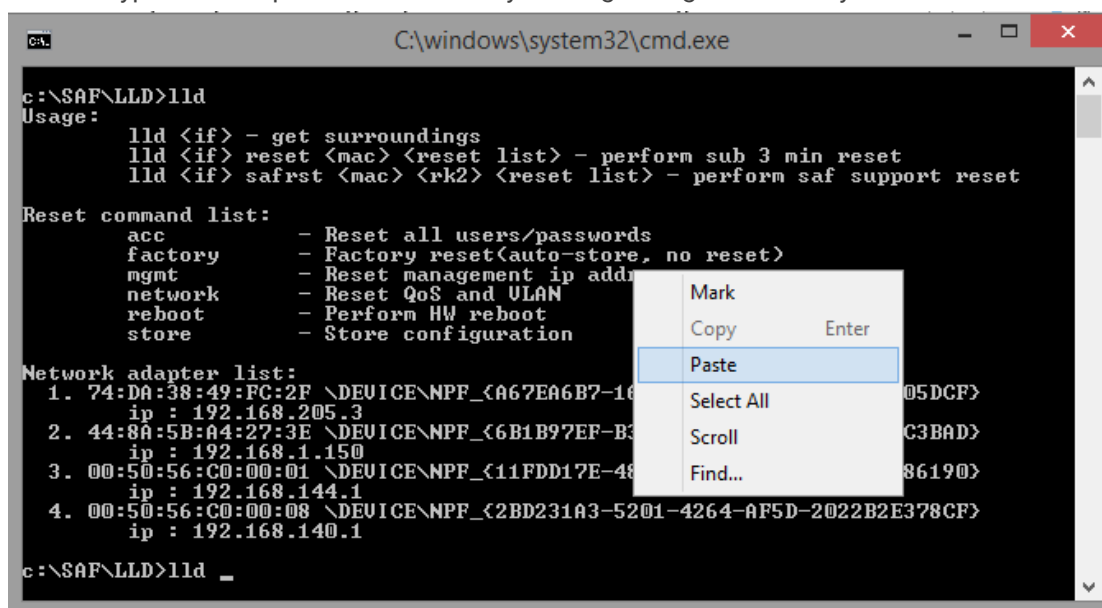 C:\windows\system32\cmd.exe
c:\SAF\LLD>lld
Usage:
lld <if> - get surroundings
lld <if> reset <mac> <reset list> - perform sub 3 min reset
lld <if> safrst <mac> <rk2> <reset list> - perform saf support reset
Reset command list:
acc - Reset all users/passwords
factory - Factory reset(auto-store, no reset)
mgmt - Reset management ip addr
network - Reset QoS and VLAN
reboot - Perform HW reboot
store - Store configuration
Network adapter list:
1. 74:DA:38:49:FC:2F \DEVICE\NPF_{A67EA6B7-16 05DCF}
ip : 192.168.205.3
2. 44:8A:5B:A4:27:3E \DEVICE\NPF_{6B1B97EF-B3 C3BAD}
ip : 192.168.1.150
3. 00:50:56:C0:00:01 \DEVICE\NPF_{11FDD17E-48 86190}
ip : 192.168.144.1
4. 00:50:56:C0:00:08 \DEVICE\NPF_{2BD231A3-5201-4264-AF5D-2022B2E378CF}
ip : 192.168.140.1
c:\SAF\LLD>lld _
Mark
Copy Enter
Paste
Select All
Scroll
Find...